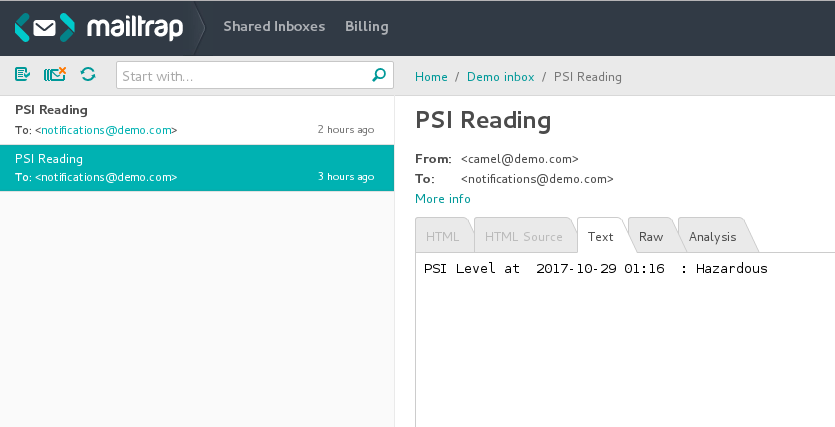 mailtrap
Shared Inboxes Billing
Start with...
Home / Demo inbox / PSI Reading
PSI Reading
To: <notifications@demo.com> 2 hours ago
PSI Reading
To: <notifications@demo.com> 3 hours ago
PSI Reading
From: <camel@demo.com>
To: <notifications@demo.com>
More info
HTML HTML Source Text Raw Analysis
PSI Level at  2017-10-29 01:16  : Hazardous